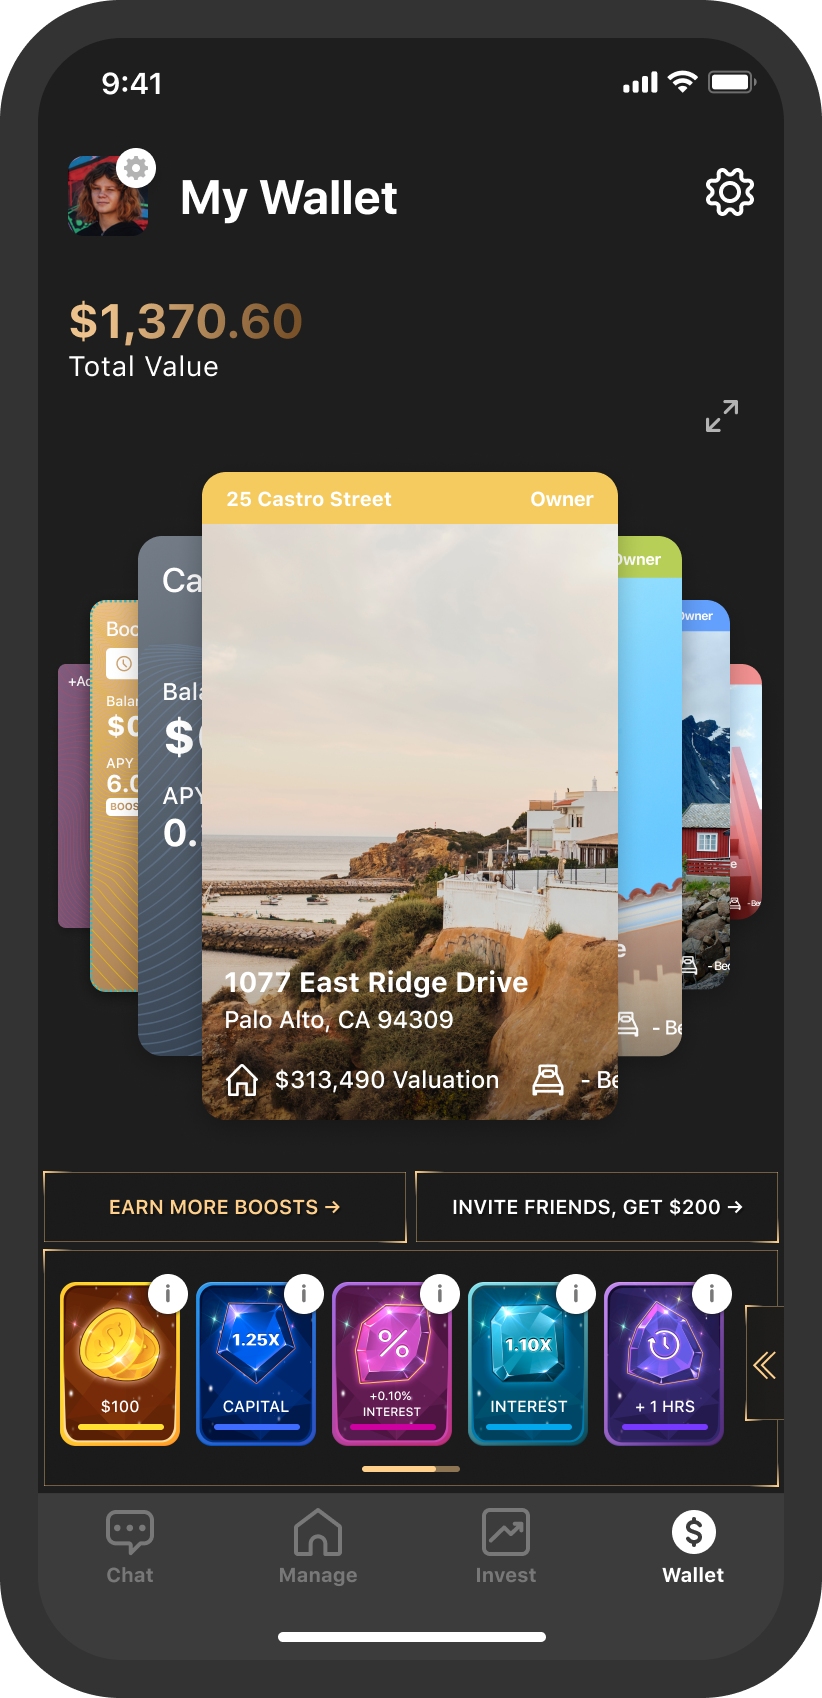 9:41
My Wallet
$1,370.60
Total Value
25 Castro Street Owner
Owner
Owner
Ca
Boo
+Ad
Bala
$
Balan
$0
APY
6.0
BOOS
APY
0.
1077 East Ridge Drive
Palo Alto, CA 94309
$313,490 Valuation - Be
e
- Be
- Bed
e
- Be
EARN MORE BOOSTS →
INVITE FRIENDS, GET $200 →
$100
1.25X
CAPITAL
%
+0.10%
INTEREST
1.10X
INTEREST
+ 1 HRS
Chat
Manage
Invest
$
Wallet